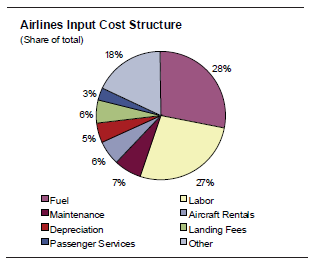 Airlines Input Cost Structure
(Share of total)
18%
28%
3%
6%
5%
6%
7%
27%
Fuel Labor
Maintenance Aircraft Rentals
Depreciation Landing Fees
Passenger Services Other